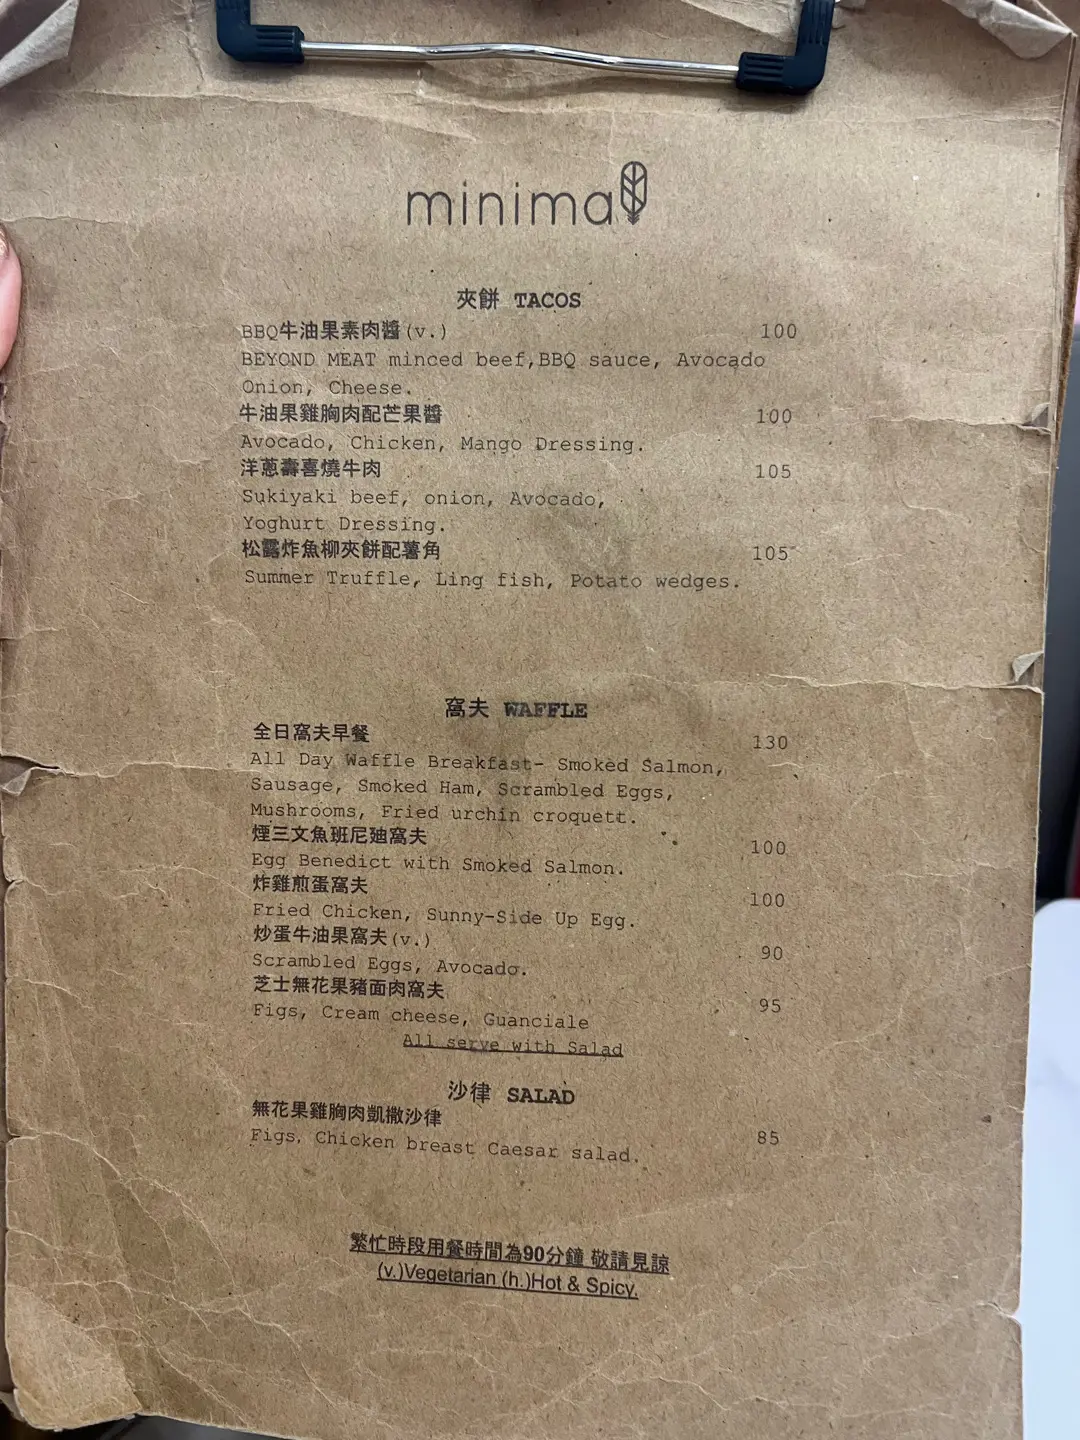 minimal
夾餅 TACOS
BBQ牛油果素肉醬(v.) 100
BEYOND MEAT minced beef,BBQ sauce, Avocado
Onion, Cheese.
牛油果雞胸肉配芒果醬 100
Avocado, Chicken, Mango Dressing.
洋蔥壽喜燒牛肉 105
Sukiyaki beef, onion, Avocado,
Yoghurt Dressing.
松露炸魚柳夾餅配薯角 105
Summer Truffle, Ling fish, Potato wedges.
窩夫 WAFFLE
全日窩夫早餐 130
All Day Waffle Breakfast- Smoked Salmon,
Sausage, Smoked Ham, Scrambled Eggs,
Mushrooms, Fried urchin croquett.
煙三文魚班尼廸窩夫 100
Egg Benedict with Smoked Salmon.
炸雞煎蛋窩夫 100
Fried Chicken, Sunny-Side Up Egg.
炒蛋牛油果窩夫(v.) 90
Scrambled Eggs, Avocado.
芝士無花果豬面肉窩夫 95
Figs, Cream cheese, Guanciale
All serve with Salad
沙律 SALAD
無花果雞胸肉凱撒沙律 85
Figs, Chicken breast Caesar salad.
繁忙時段用餐時間為90分鐘 敬請見諒
(v.)Vegetarian (h.)Hot & Spicy.